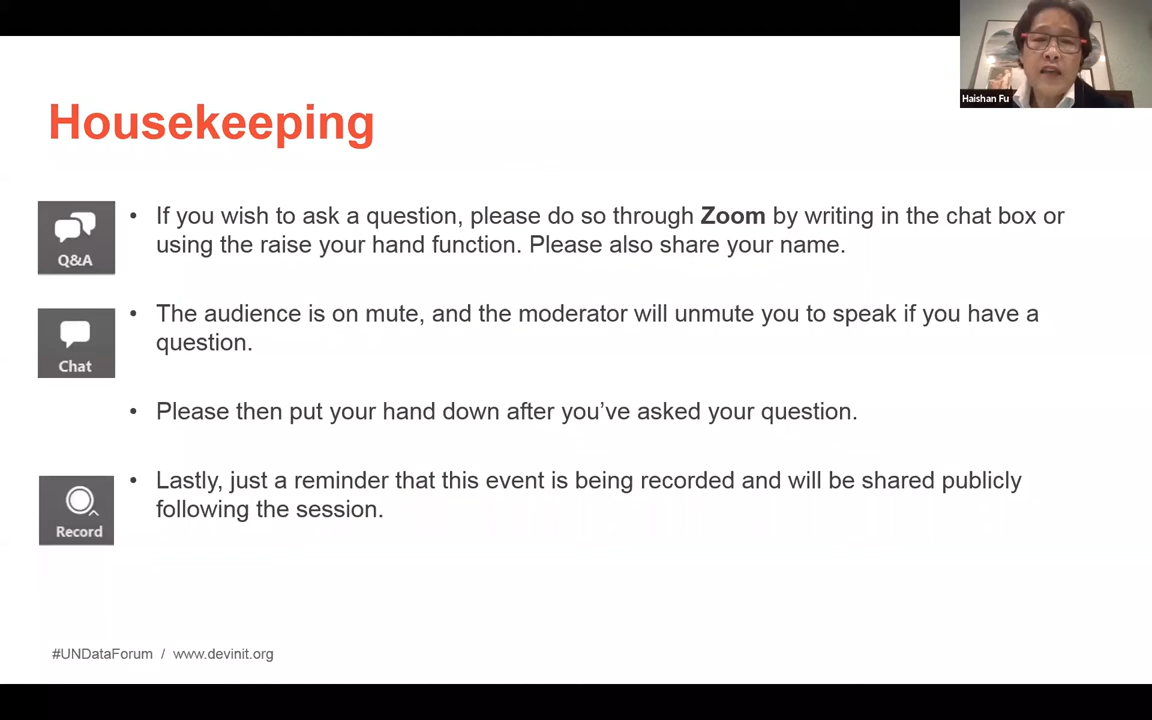 Haishan Fu
Housekeeping
Q&A
• If you wish to ask a question, please do so through Zoom by writing in the chat box or
using the raise your hand function. Please also share your name.
Chat
• The audience is on mute, and the moderator will unmute you to speak if you have a
question.
• Please then put your hand down after you’ve asked your question.
Record
• Lastly, just a reminder that this event is being recorded and will be shared publicly
following the session.
#UNDataForum / www.devinit.org